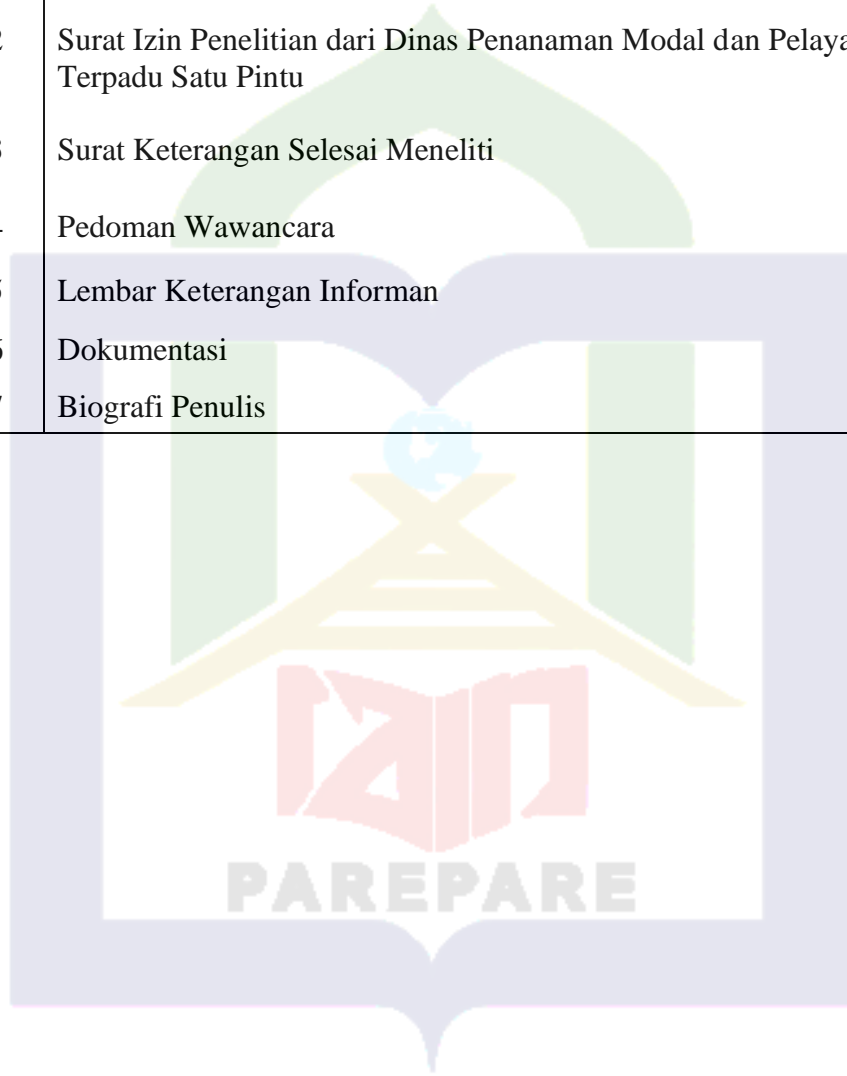 Surat Izin Penelitian dari Dinas Penanaman Modal dan
Terpadu Satu Pintu
Surat Keterangan Selesai Meneliti
Pedoman Wawancara
Lembar Keterangan Informan
Dokumentasi
Biografi Penulis
iain
PAREPARE